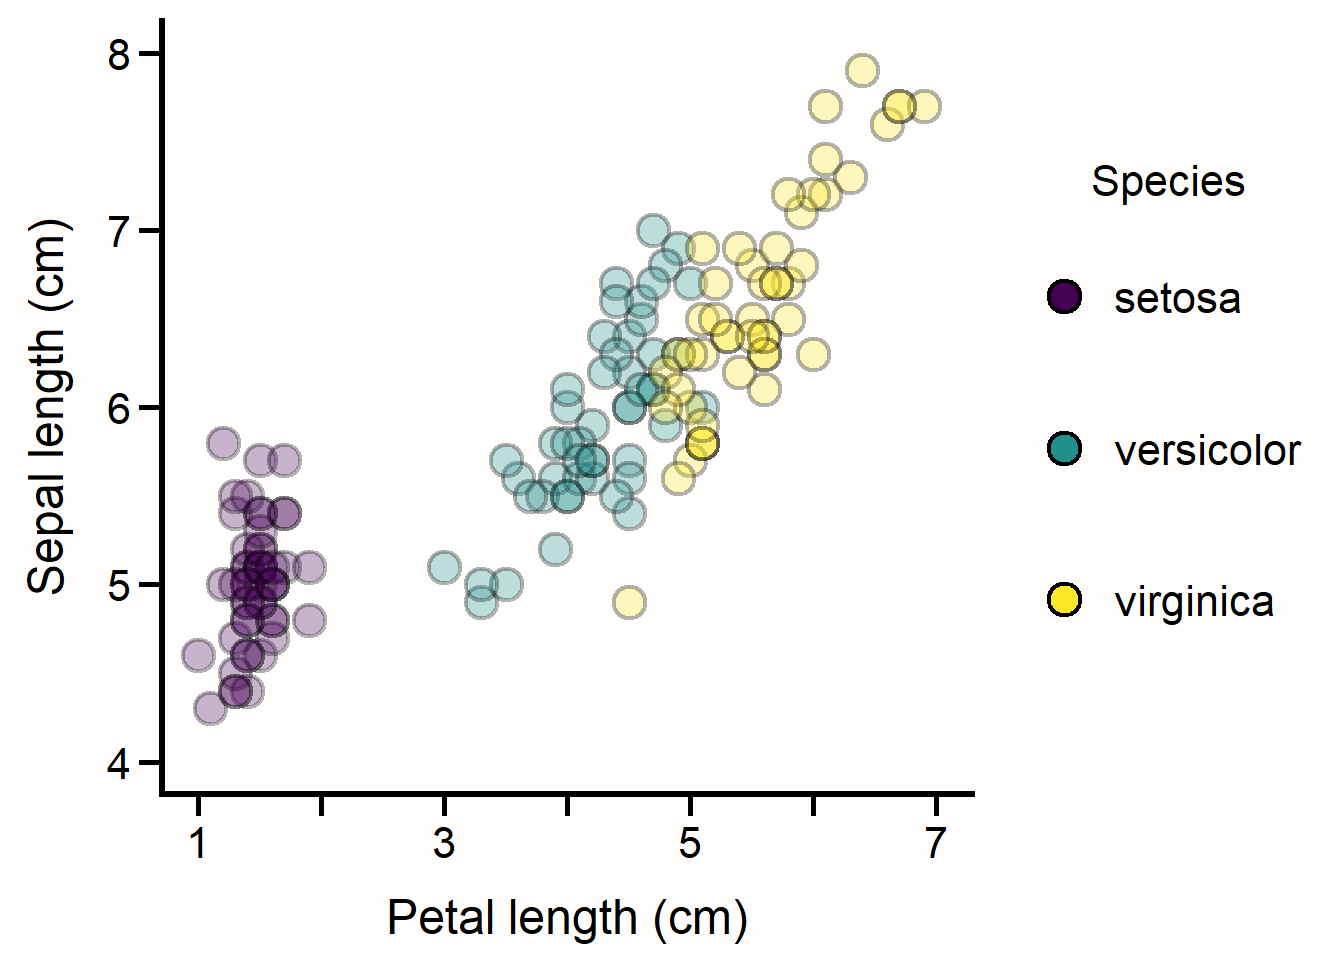 8
7
6
5
4
Sepal length (cm)
1
3
5
7
Petal length (cm)
Species
setosa
versicolor
virginica